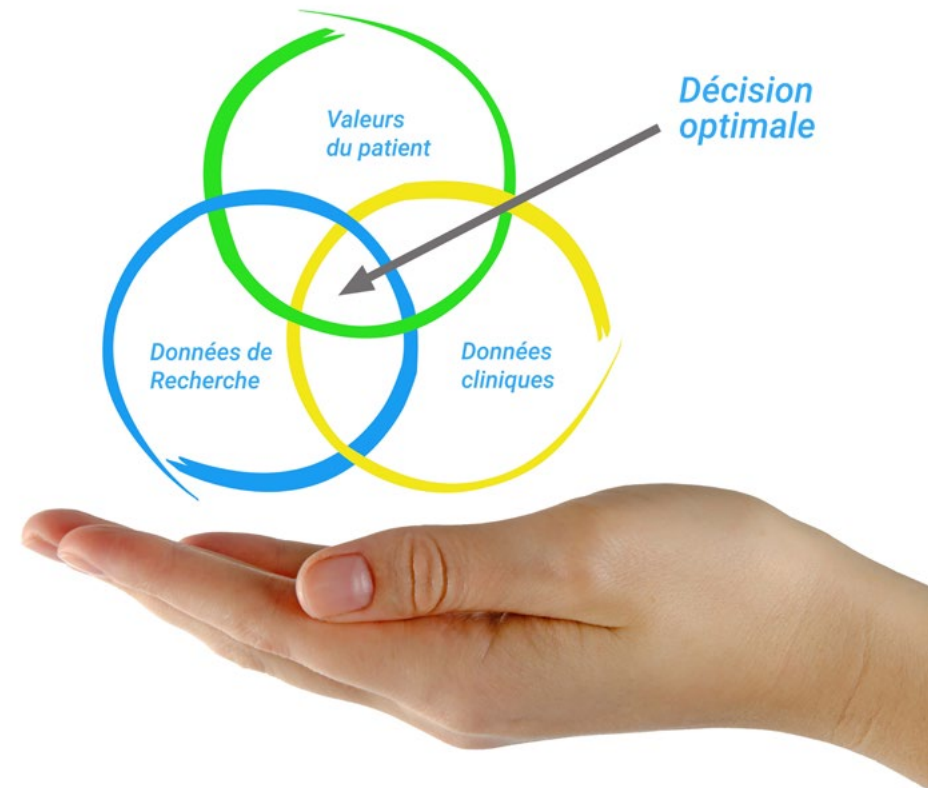 Valeurs
du patient
Décision
optimale
Données de
Recherche
Données
cliniques